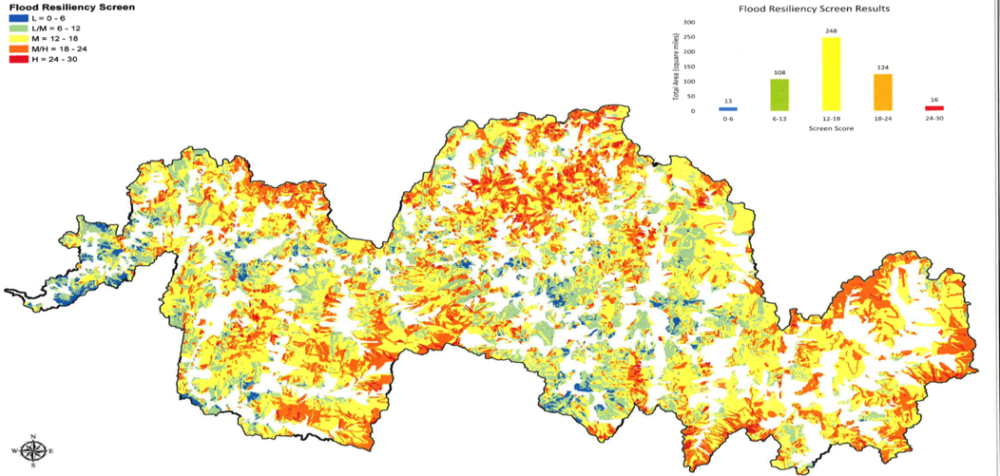 Flood Resiliency Screen
L = 0 - 6
L/M = 6 - 12
M = 12 - 18
M/H = 18 - 24
H = 24 - 30
Flood Resiliency Screen Results
Total Area (square miles)
300
250
200
150
100
50
0
13
108
248
124
16
0-6
6-12
12-18
18-24
24-30
Screen Score
N
W
E
S